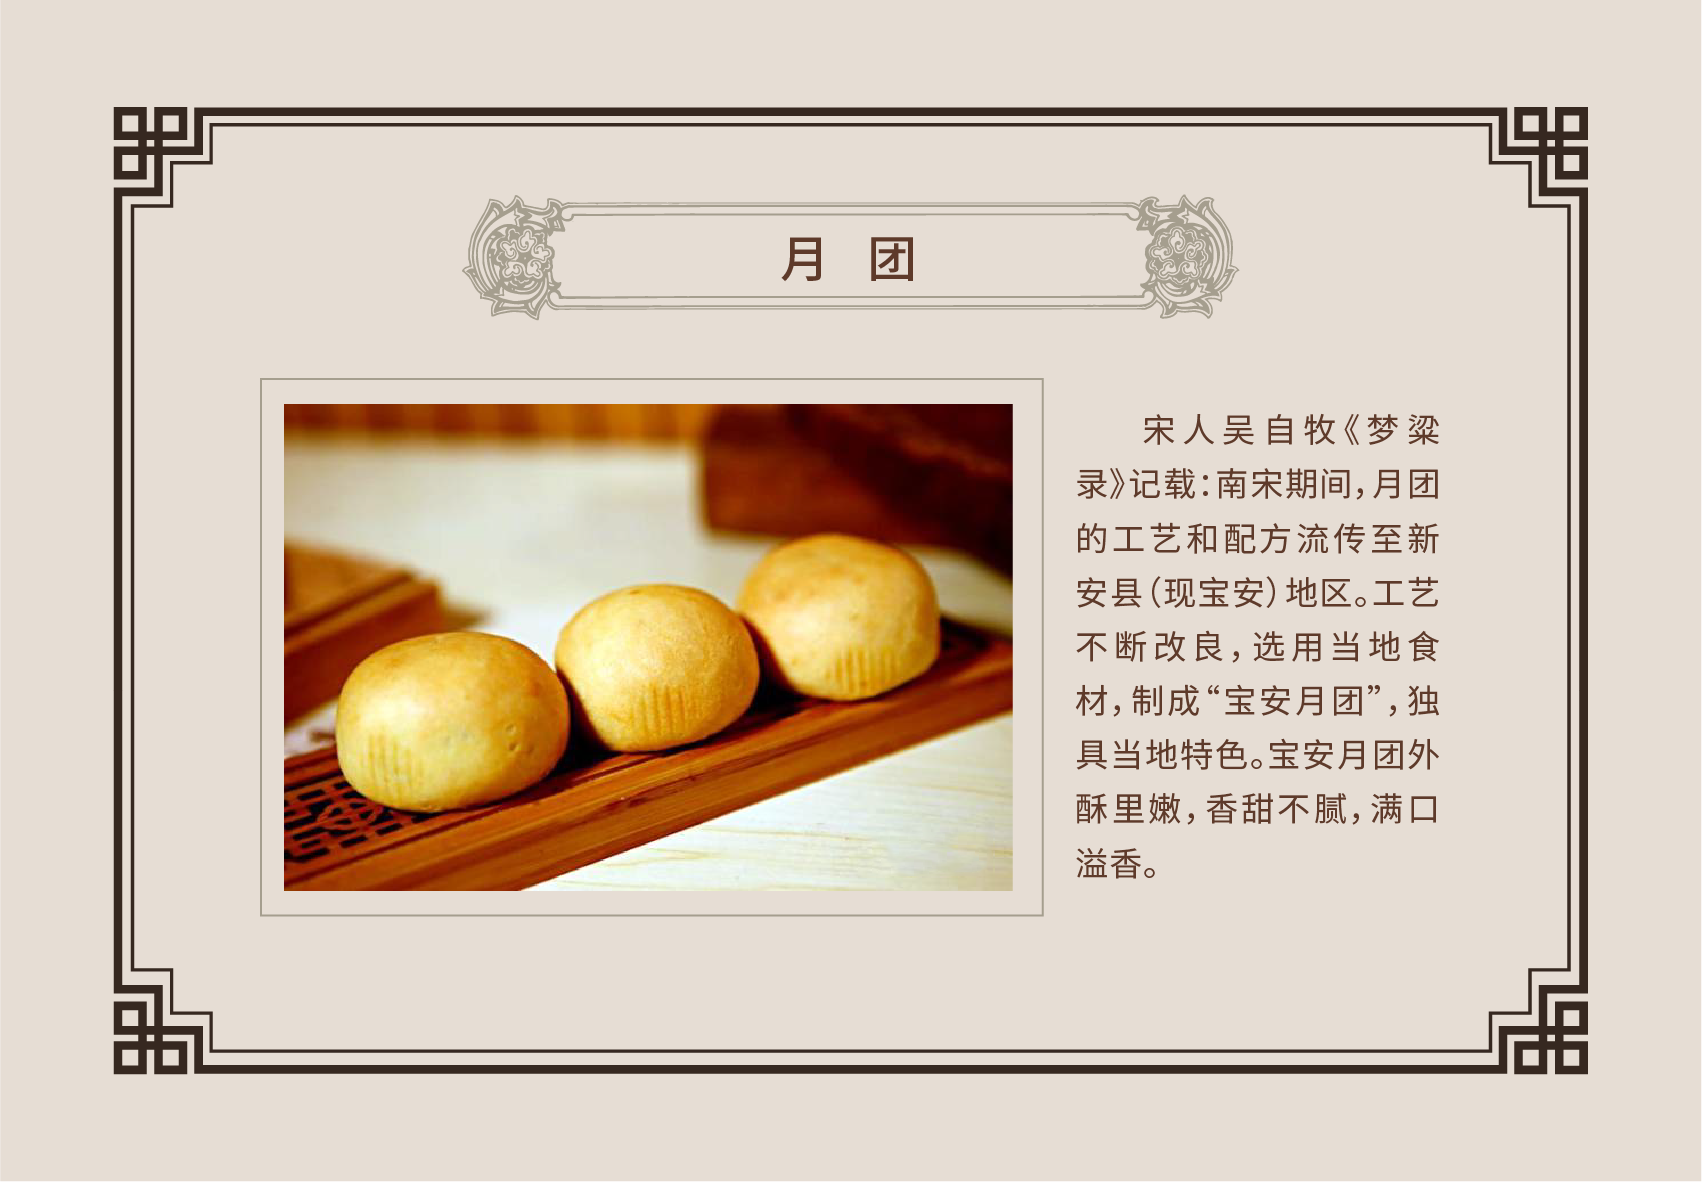 月 团
宋人吴自牧《梦粱
录》记载：南宋期间，月团
的工艺和配方流传至新
安县（现宝安）地区。工艺
不断改良，选用当地食
材，制成“宝安月团”，独
具当地特色。宝安月团外
酥里嫩，香甜不腻，满口
溢香。